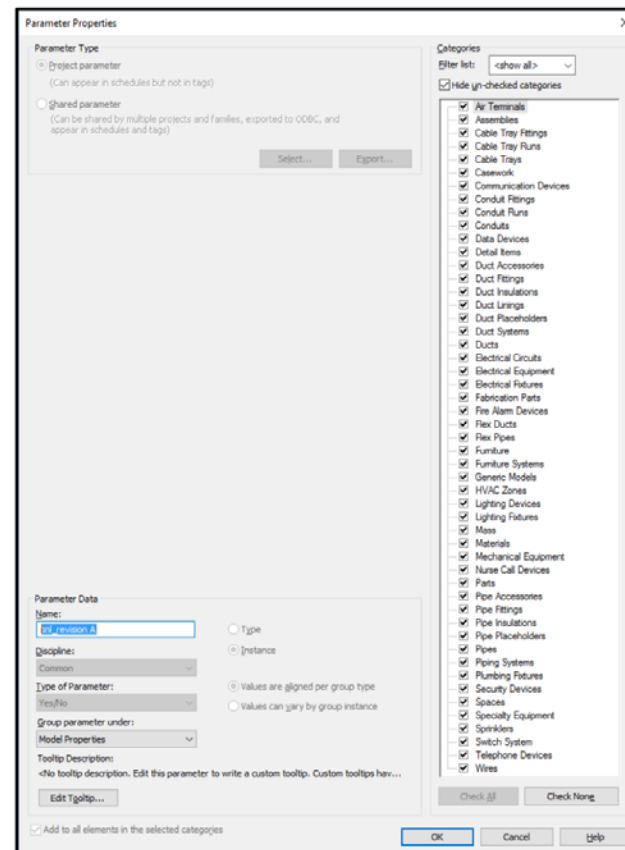 Parameter Properties
Parameter Type
Project parameter
(Can appear in schedules but not in tags)
Shared parameter
(Can be shared by multiple projects and families, exported to ODBC, and
appear in schedules and tags)
Select...
Export...
Parameter Data
Name:
revision A
Type
Discipline:
Instance
Common
Type of Parameter:
Values are aligned per group type
Yes/No
Values can vary by group instance
Group parameter under:
Model Properties
Tooltip Description:
<No tooltip description. Edit this parameter to write a custom tooltip. Custom tooltips hav...
Edit Tooltip...
Add to all elements in the selected categories
Categories
Filter list:
<show all>
Hide un-checked categories
Air Terminals
Assemblies
Cable Tray Fittings
Cable Tray Runs
Cable Trays
Casework
Communication Devices
Conduit Fittings
Conduit Runs
Conduits
Data Devices
Detail Items
Duct Accessories
Duct Fittings
Duct Insulations
Duct Linings
Duct Placeholders
Duct Systems
Ducts
Electrical Circuits
Electrical Equipment
Electrical Fixtures
Fabrication Parts
Fire Alarm Devices
Flex Ducts
Flex Pipes
Furniture
Furniture Systems
Generic Models
HVAC Zones
Lighting Devices
Lighting Fixtures
Mass
Materials
Mechanical Equipment
Nurse Call Devices
Parts
Pipe Accessories
Pipe Fittings
Pipe Insulations
Pipe Placeholders
Pipes
Piping Systems
Plumbing Fixtures
Security Devices
Spaces
Specialty Equipment
Sprinklers
Switch System
Telephone Devices
Wires
Check All
Check None
OK
Cancel
Help